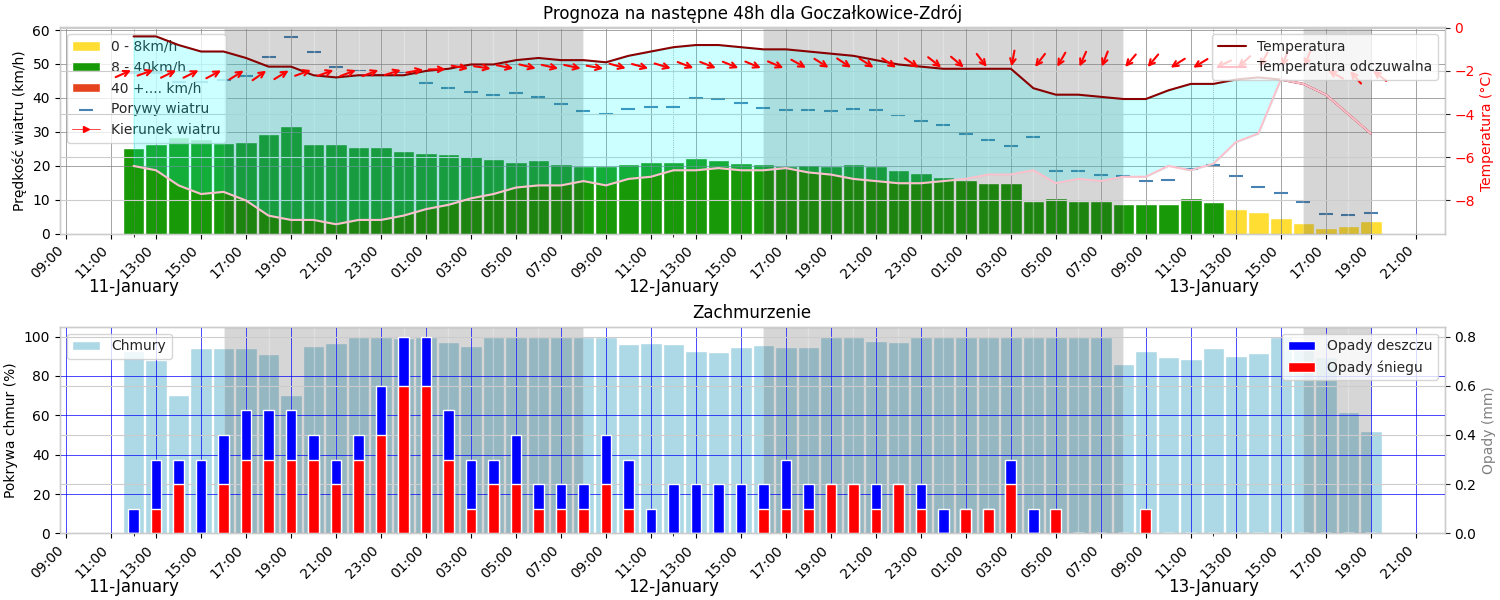 Prognoza na następne 48h dla Goczałkowice-Zdrój
Prędkość wiatru (km/h)
60
50
40
30
20
10
0
0 - 8km/h
8 - 40km/h
40 +.... km/h
Porywy wiatru
Kierunek wiatru
Temperatura
Temperatura odczuwalna
0
−2
−4
−6
−8
Temperatura (°C)
09:00 11:00 13:00 15:00 17:00 19:00 21:00 23:00 01:00 03:00 05:00 07:00 09:00 11:00 13:00 15:00 17:00 19:00 21:00 23:00 01:00 03:00 05:00 07:00 09:00 11:00 13:00 15:00 17:00 19:00 21:00
11-January 12-January 13-January
Zachmurzenie
Pokrywa chmur (%)
100
80
60
40
20
0
Chmury
Opady deszczu
Opady śniegu
0.8
0.6
0.4
0.2
0.0
Opady (mm)
09:00 11:00 13:00 15:00 17:00 19:00 21:00 23:00 01:00 03:00 05:00 07:00 09:00 11:00 13:00 15:00 17:00 19:00 21:00 23:00 01:00 03:00 05:00 07:00 09:00 11:00 13:00 15:00 17:00 19:00 21:00
11-January 12-January 13-January